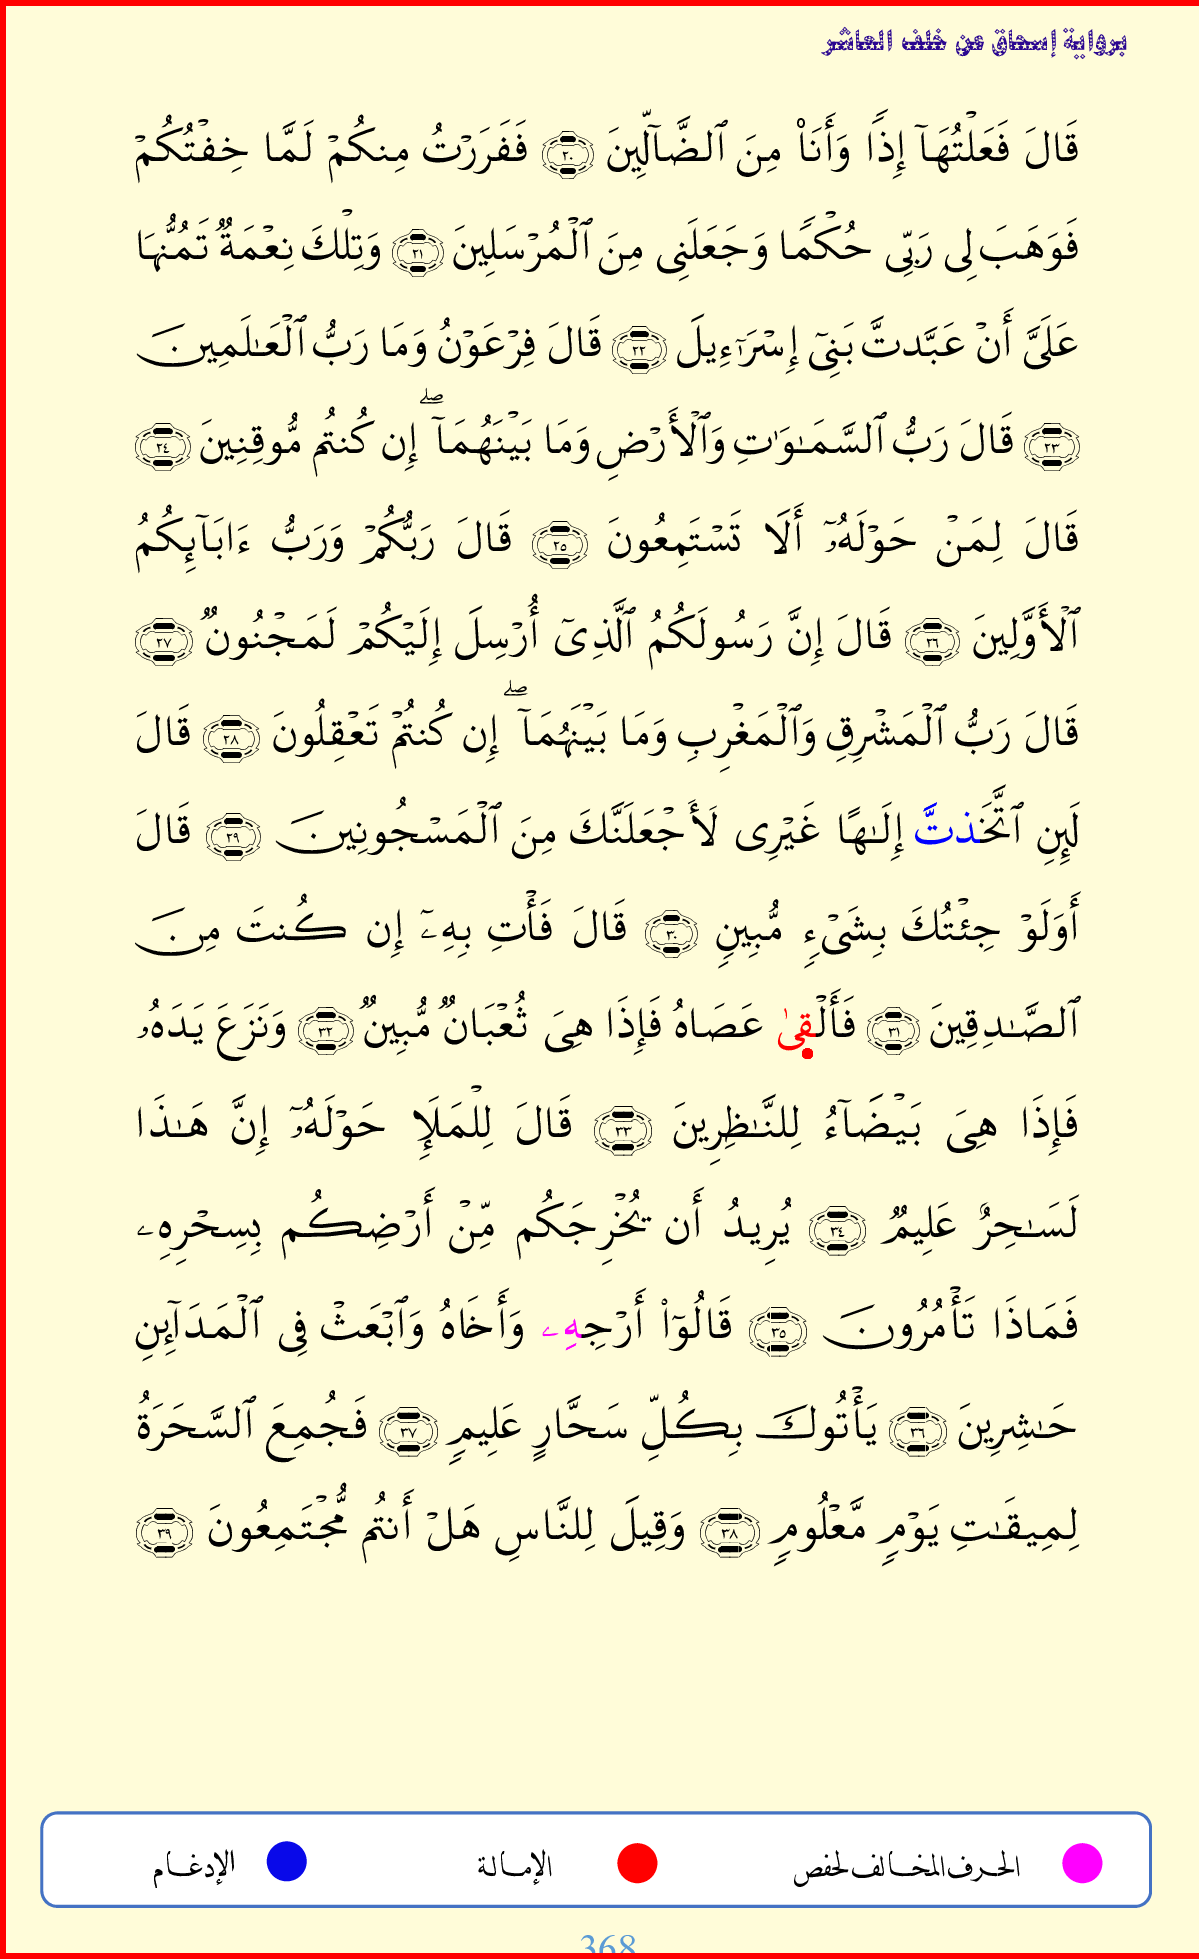 برواية إسحاق عن خلف العاشر
قَالَ فَعَلْتُهَآ إِذًا وَأَنَا۠ مِنَ ٱلضَّآلِّينَ ٢٠ فَفَرَرْتُ مِنكُمْ لَمَّا خِفْتُكُمْ
فَوَهَبَ لِى رَبِّى حُكْمًا وَجَعَلَنِى مِنَ ٱلْمُرْسَلِينَ ٢١ وَتِلْكَ نِعْمَةٌ تَمُنُّهَا
عَلَىَّ أَنْ عَبَّدتَّ بَنِىٓ إِسْرَٰٓءِيلَ ٢٢ قَالَ فِرْعَوْنُ وَمَا رَبُّ ٱلْعَـٰلَمِينَ
٢٣ قَالَ رَبُّ ٱلسَّمَـٰوَٰتِ وَٱلْأَرْضِ وَمَا بَيْنَهُمَآ ۖ إِن كُنتُم مُّوقِنِينَ ٢٤
قَالَ لِمَنْ حَوْلَهُۥٓ أَلَا تَسْتَمِعُونَ ٢٥ قَالَ رَبُّكُمْ وَرَبُّ ءَابَآئِكُمُ
ٱلْأَوَّلِينَ ٢٦ قَالَ إِنَّ رَسُولَكُمُ ٱلَّذِىٓ أُرْسِلَ إِلَيْكُمْ لَمَجْنُونٌ ٢٧
قَالَ رَبُّ ٱلْمَشْرِقِ وَٱلْمَغْرِبِ وَمَا بَيْنَهُمَآ ۖ إِن كُنتُمْ تَعْقِلُونَ ٢٨ قَالَ
لَئِنِ ٱتَّخَذتَّ إِلَـٰهًا غَيْرِى لَأَجْعَلَنَّكَ مِنَ ٱلْمَسْجُونِينَ ٢٩ قَالَ
أَوَلَوْ جِئْتُكَ بِشَىْءٍ مُّبِينٍ ٣٠ قَالَ فَأْتِ بِهِۦٓ إِن كُنتَ مِنَ
ٱلصَّـٰدِقِينَ ٣١ فَأَلْقَىٰ عَصَاهُ فَإِذَا هِىَ ثُعْبَانٌ مُّبِينٌ ٣٢ وَنَزَعَ يَدَهُۥ
فَإِذَا هِىَ بَيْضَآءُ لِلنَّـٰظِرِينَ ٣٣ قَالَ لِلْمَلَإِ حَوْلَهُۥٓ إِنَّ هَـٰذَا
لَسَـٰحِرٌ عَلِيمٌ ٣٤ يُرِيدُ أَن يُخْرِجَكُم مِّنْ أَرْضِكُم بِسِحْرِهِۦ
فَمَاذَا تَأْمُرُونَ ٣٥ قَالُوٓا۟ أَرْجِهِۦ وَأَخَاهُ وَٱبْعَثْ فِى ٱلْمَدَآئِنِ
حَـٰشِرِينَ ٣٦ يَأْتُوكَ بِكُلِّ سَحَّارٍ عَلِيمٍ ٣٧ فَجُمِعَ ٱلسَّحَرَةُ
لِمِيقَـٰتِ يَوْمٍ مَّعْلُومٍ ٣٨ وَقِيلَ لِلنَّاسِ هَلْ أَنتُم مُّجْتَمِعُونَ ٣٩
الحرف المخالف لحفص الإمالة الإدغام
368